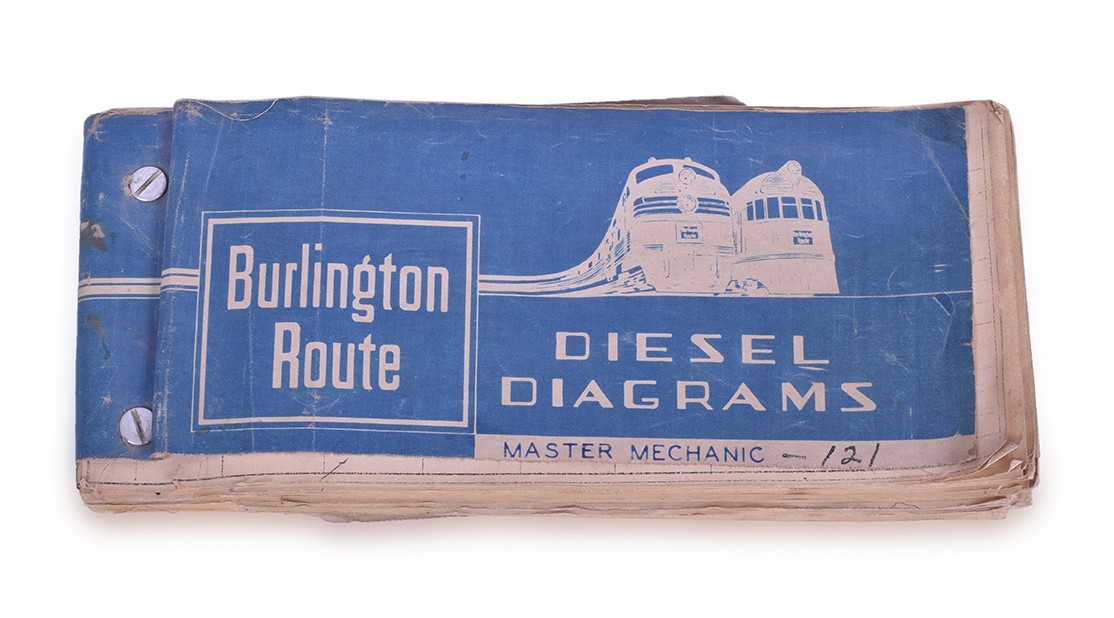 Burlington
Route
DIESEL
DIAGRAMS
MASTER MECHANIC - 121